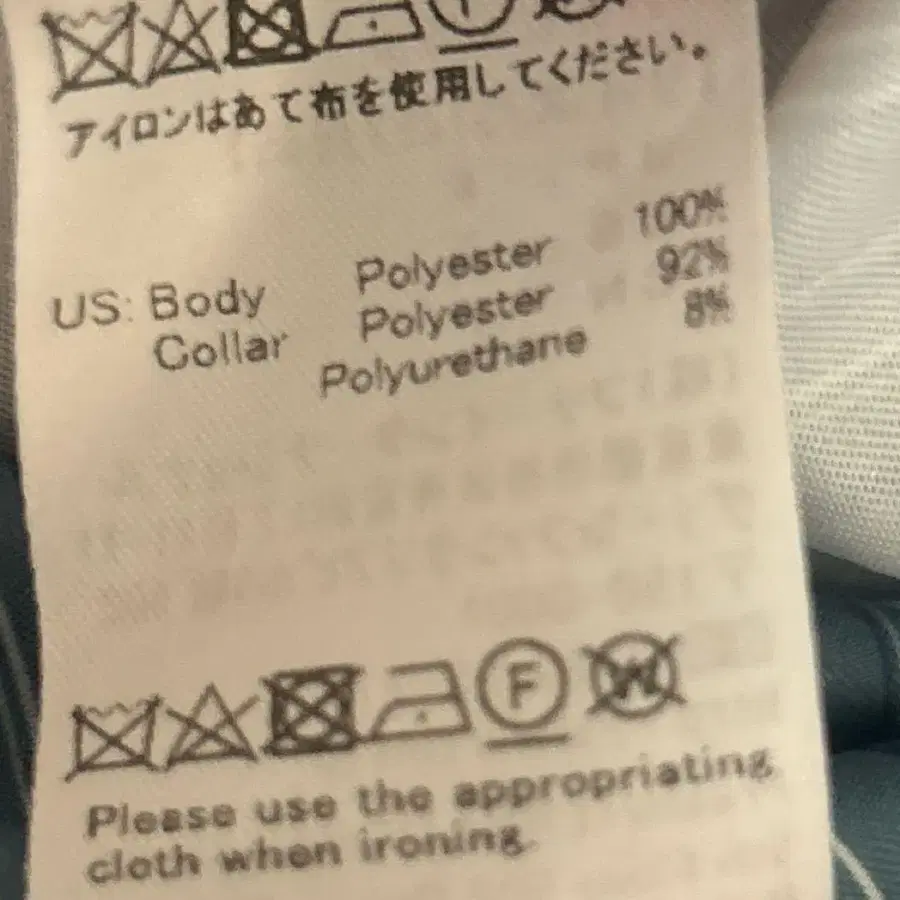 アイロンはあて布を使用してください。
US: Body Polyester 100%
Collar Polyester 92%
Polyurethane 8%
F W
Please use the appropriating
cloth when ironing.